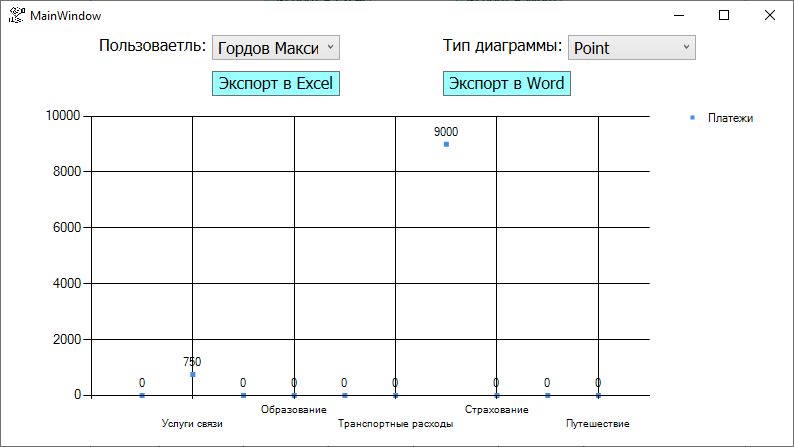 MainWindow
Пользоваетль: Гордов Макси
Тип диаграммы: Point
Экспорт в Excel
Экспорт в Word
10000
8000
6000
4000
2000
0
9000
750
0 0 0 0 0 0 0 0
Платежи
Образование Страхование
Услуги связи Транспортные расходы Путешествие